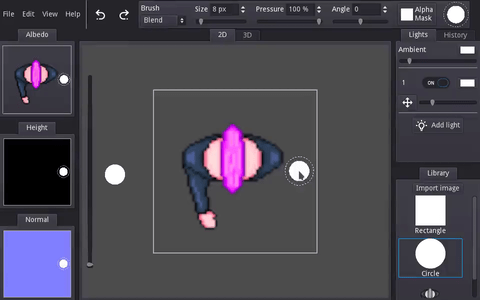 File Edit View Help
Brush Size 8 px Pressure 100 % Angle 0 Alpha Mask
Blend
Albedo 2D 3D Lights History
Ambient
1 ON
Add light
Height
Library
Import image
Rectangle
Normal
Circle